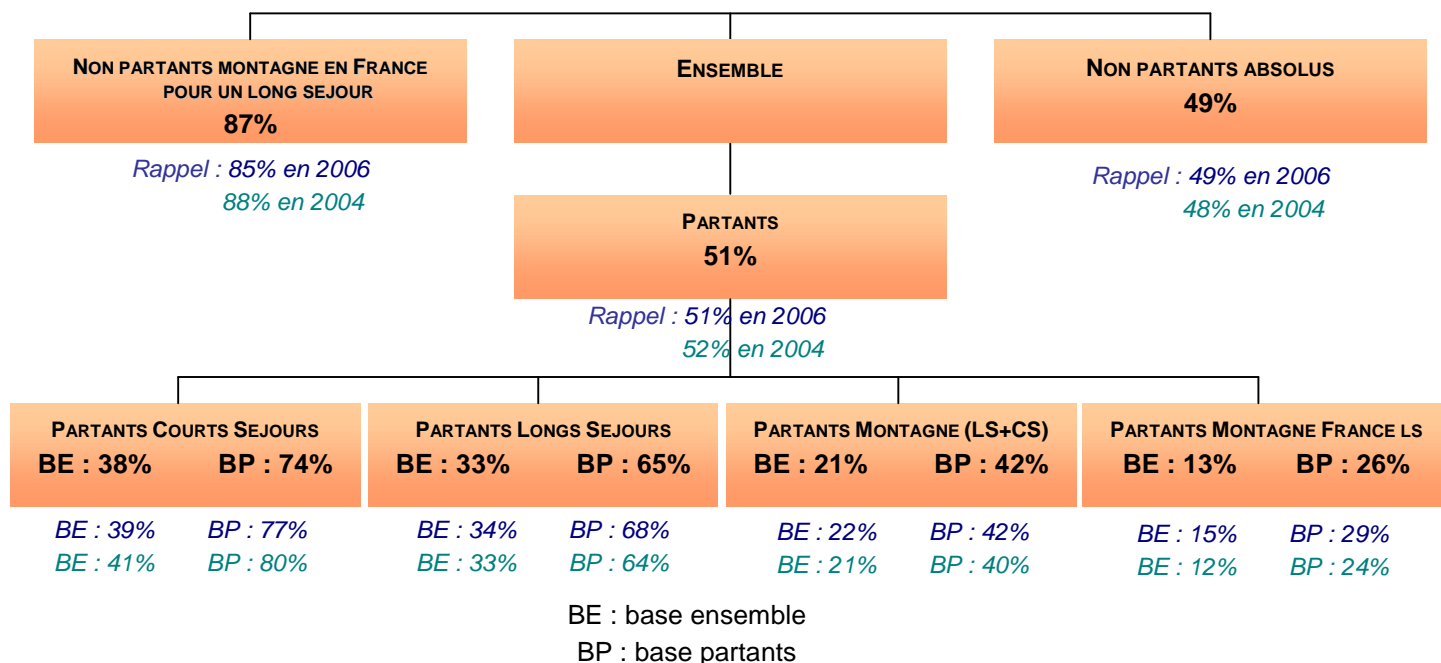 NON PARTANTS MONTAGNE EN FRANCE
POUR UN LONG SEJOUR
87%
Rappel : 85% en 2006
88% en 2004
ENSEMBLE
NON PARTANTS ABSOLUS
49%
Rappel : 49% en 2006
48% en 2004
PARTANTS
51%
Rappel : 51% en 2006
52% en 2004
PARTANTS COURTS SEJOURS
BE : 38% BP : 74%
BE : 39% BP : 77%
BE : 41% BP : 80%
PARTANTS LONGS SEJOURS
BE : 33% BP : 65%
BE : 34% BP : 68%
BE : 33% BP : 64%
PARTANTS MONTAGNE (LS+CS)
BE : 21% BP : 42%
BE : 22% BP : 42%
BE : 21% BP : 40%
PARTANTS MONTAGNE FRANCE LS
BE : 13% BP : 26%
BE : 15% BP : 29%
BE : 12% BP : 24%
BE : base ensemble
BP : base partants